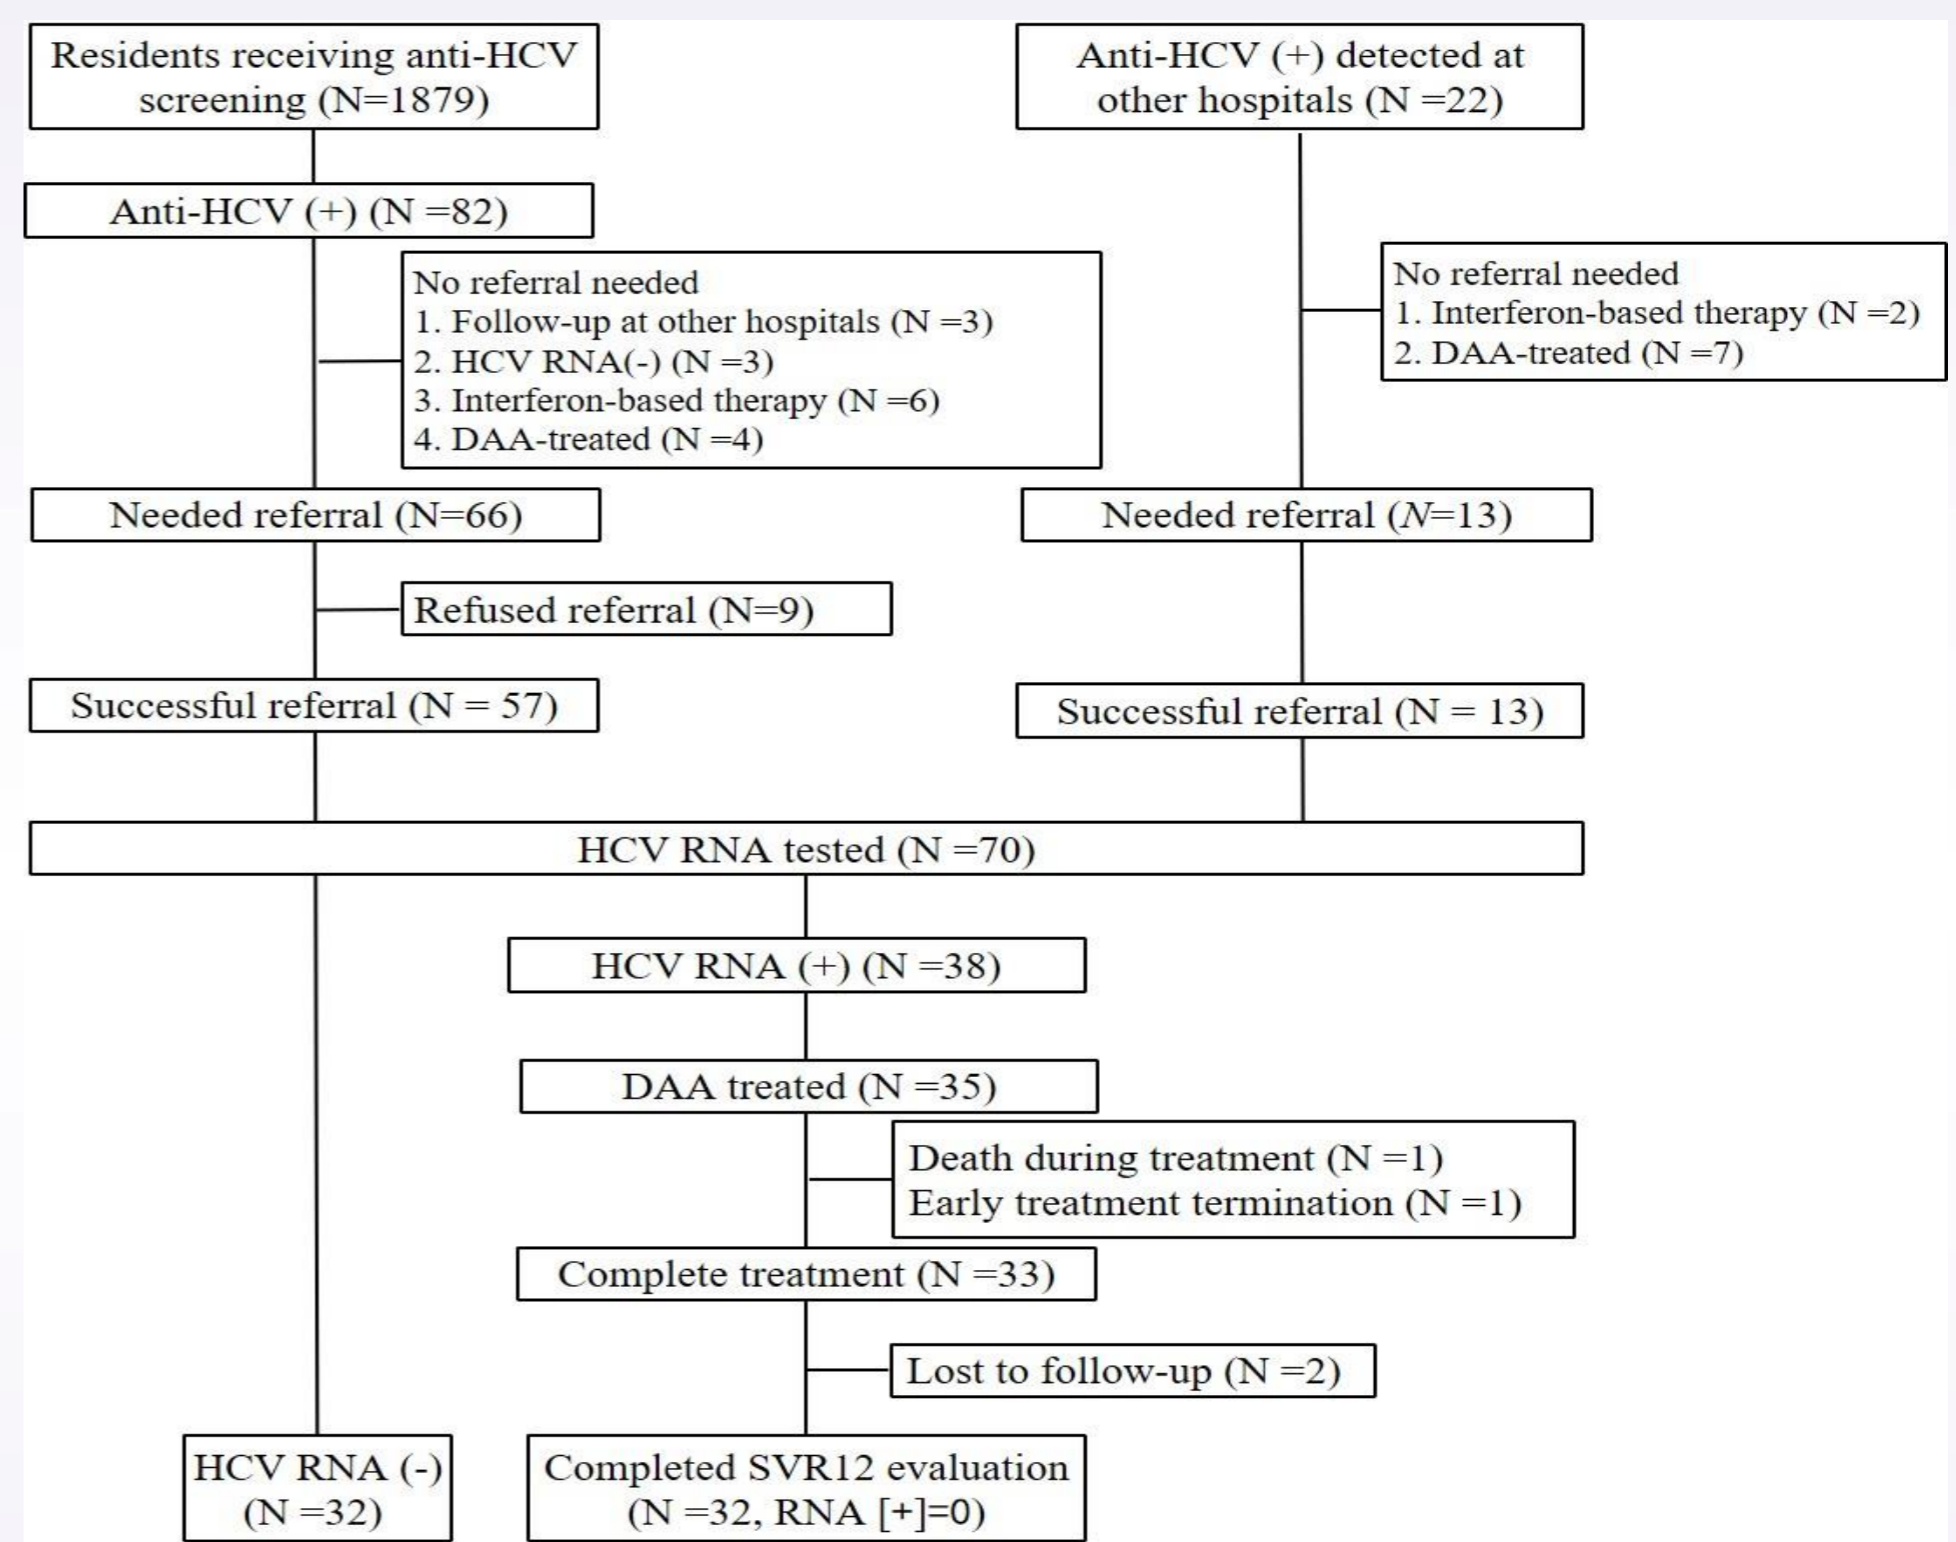 Residents receiving anti-HCV
screening (N=1879)
Anti-HCV (+) detected at
other hospitals (N =22)
Anti-HCV (+) (N =82)
No referral needed
1. Follow-up at other hospitals (N =3)
2. HCV RNA(-) (N =3)
3. Interferon-based therapy (N =6)
4. DAA-treated (N =4)
No referral needed
1. Interferon-based therapy (N =2)
2. DAA-treated (N =7)
Needed referral (N=66)
Needed referral (N=13)
Refused referral (N=9)
Successful referral (N = 57)
Successful referral (N = 13)
HCV RNA tested (N =70)
HCV RNA (+) (N =38)
DAA treated (N =35)
Death during treatment (N =1)
Early treatment termination (N =1)
Complete treatment (N =33)
Lost to follow-up (N =2)
HCV RNA (-)
(N =32)
Completed SVR12 evaluation
(N =32, RNA [+]=0)